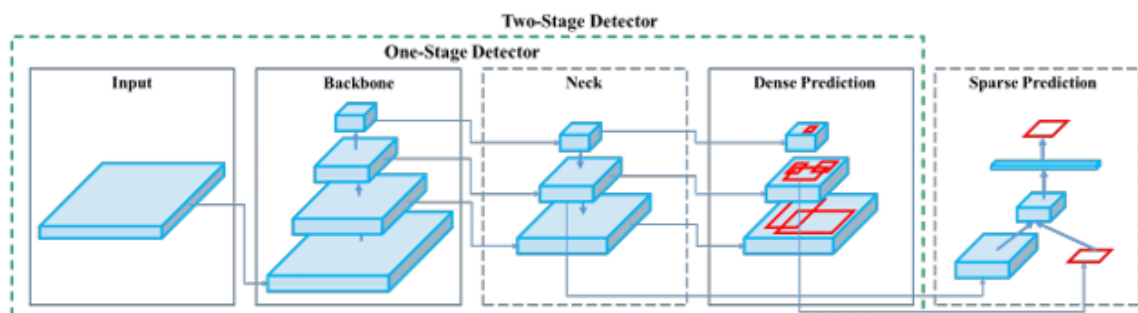 Two-Stage Detector
One-Stage Detector
Input
Backbone
Neck
Dense Prediction
Sparse Prediction